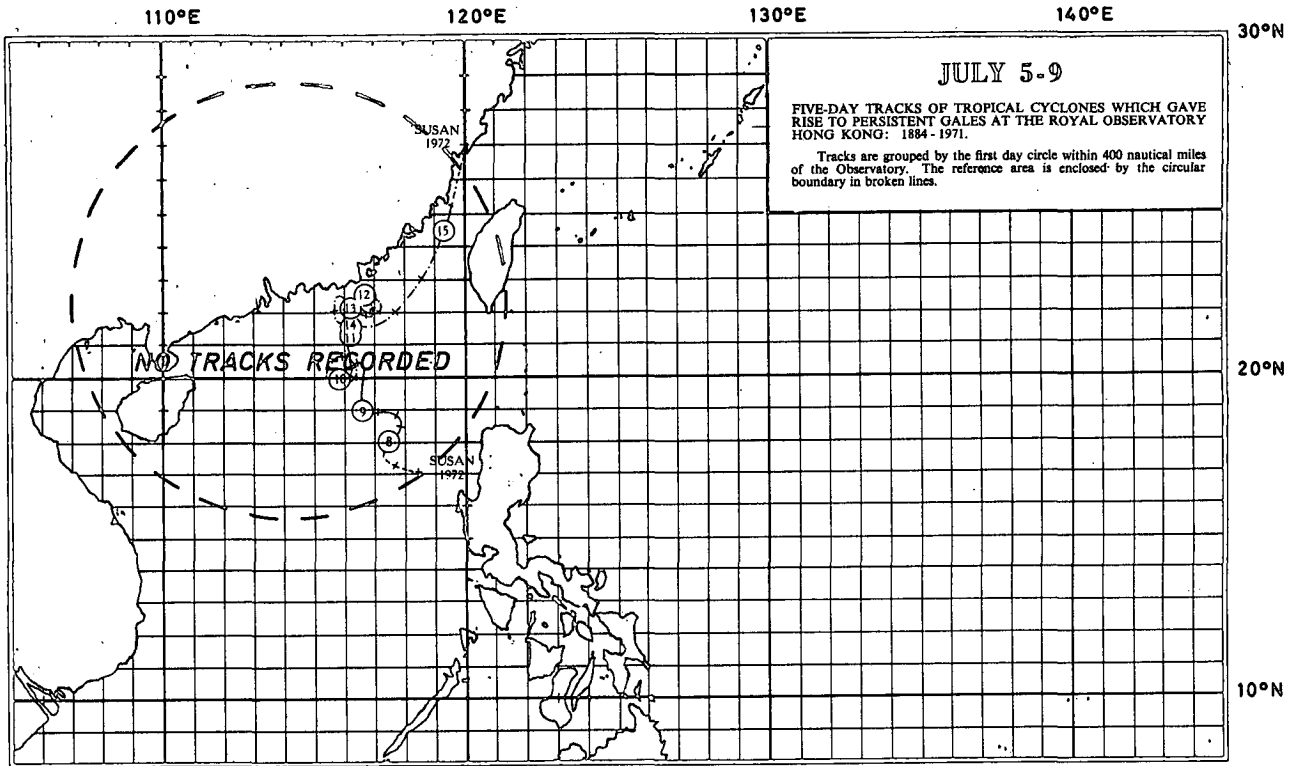 110°E 120°E 130°E 140°E
30°N
JULY 5-9
FIVE-DAY TRACKS OF TROPICAL CYCLONES WHICH GAVE
RISE TO PERSISTENT GALES AT THE ROYAL OBSERVATORY
HONG KONG: 1884 - 1971.
Tracks are grouped by the first day circle within 400 nautical miles
of the Observatory. The reference area is enclosed by the circular
boundary in broken lines.
SUSAN
1972
15
12
13
14
11
NO TRACKS RECORDED
20°N
10
9
8
SUSAN
1972
10°N